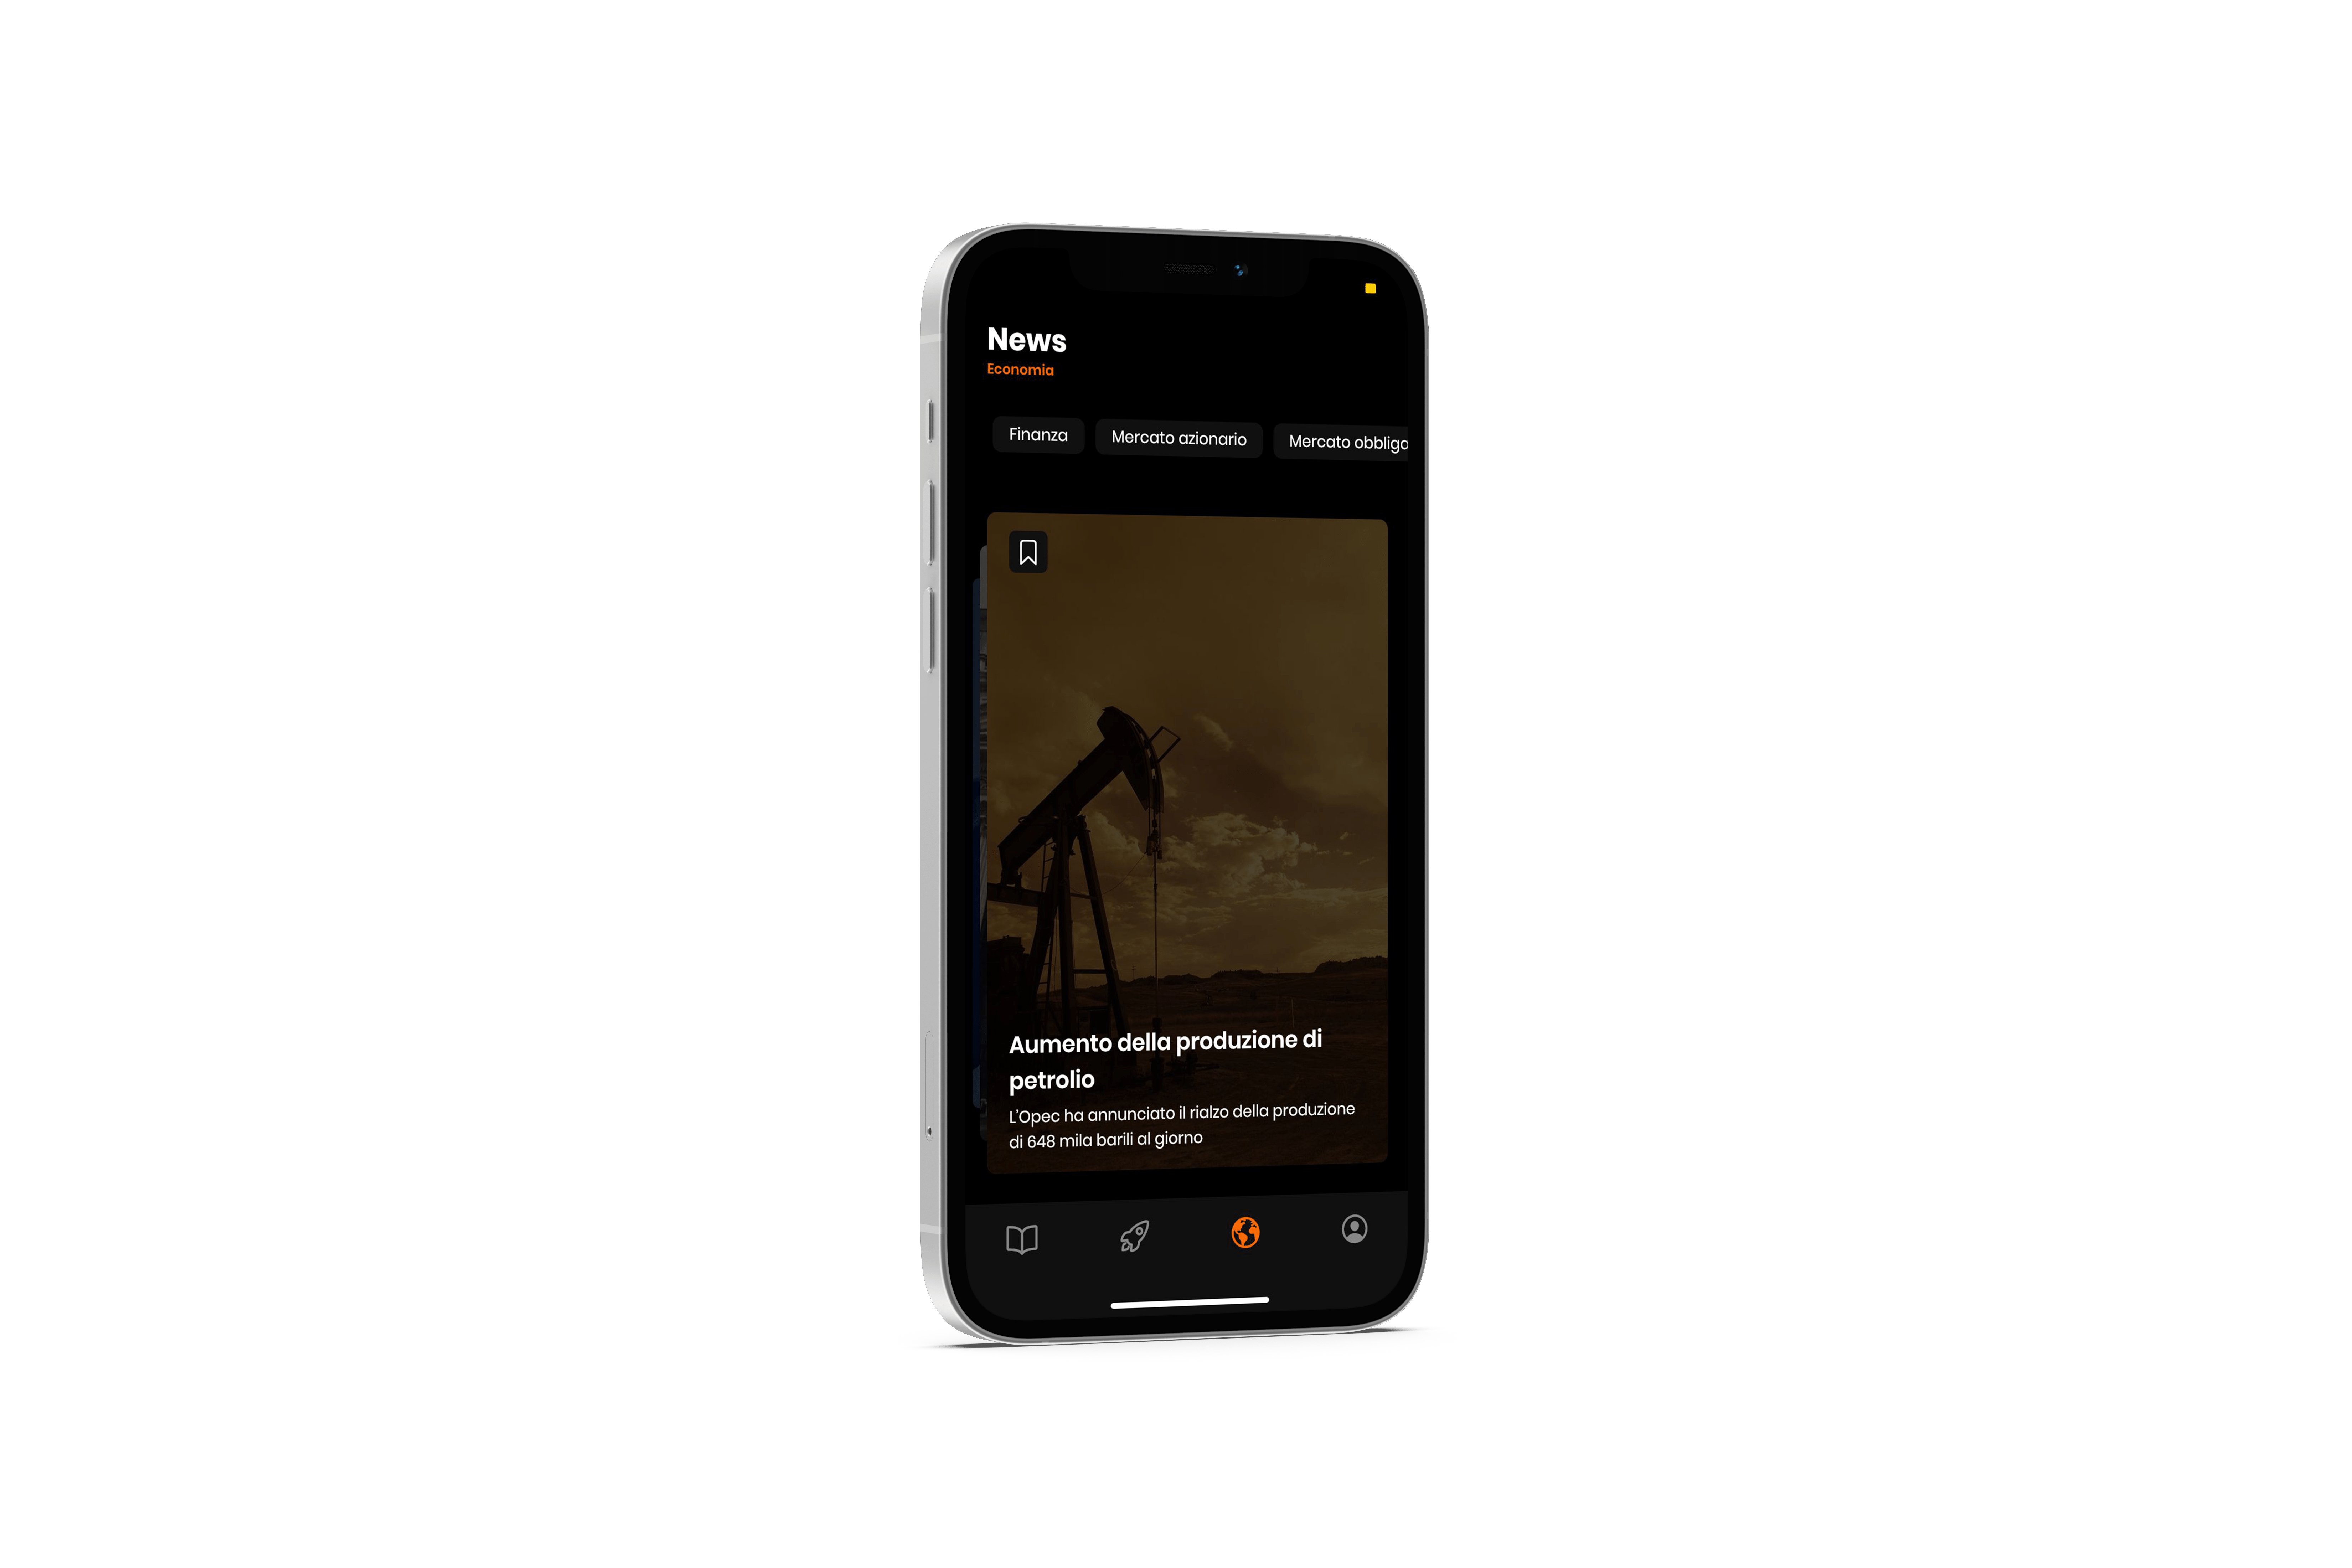 News
Economia
Finanza
Mercato azionario
Mercato obbliga
Aumento della produzione di
petrolio
L'Opec ha annunciato il rialzo della produzione
di 648 mila barili al giorno